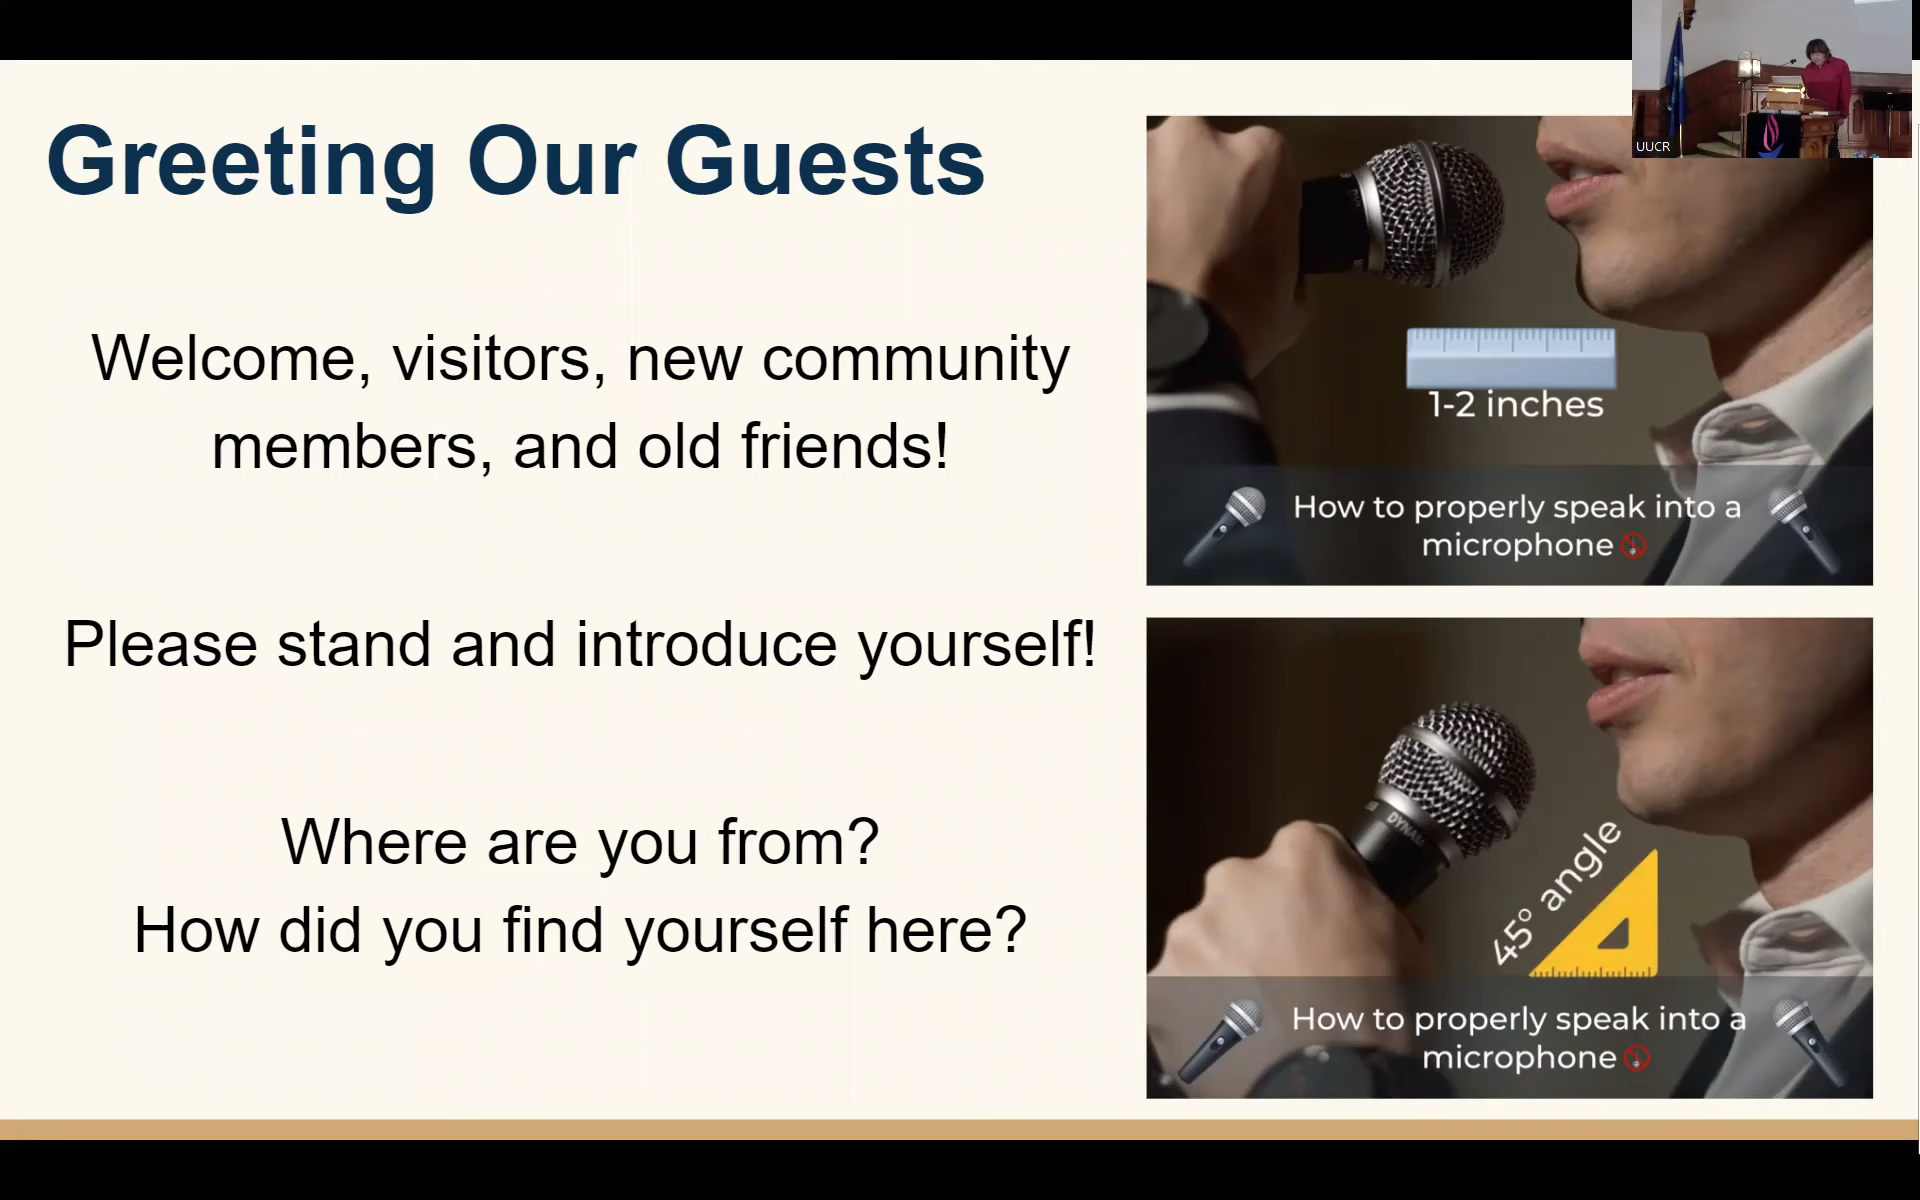 Greeting Our Guests
Welcome, visitors, new community
members, and old friends!
Please stand and introduce yourself!
Where are you from?
How did you find yourself here?
UUCR
1-2 inches
How to properly speak into a
microphone
DYNAM
45° angle
How to properly speak into a
microphone